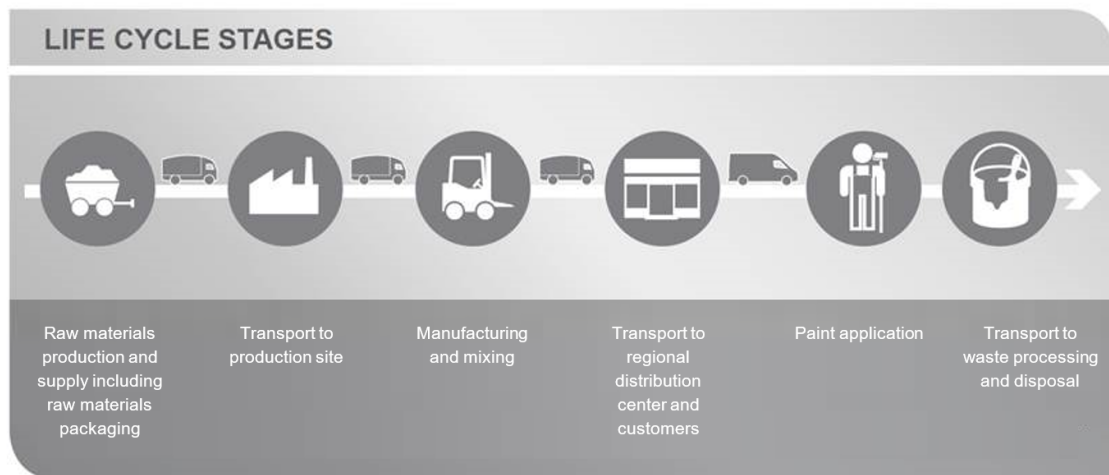 LIFE CYCLE STAGES
Raw materials
production and
supply including
raw materials
packaging
Transport to
production site
Manufacturing
and mixing
Transport to
regional
distribution
center and
customers
Paint application
Transport to
waste processing
and disposal